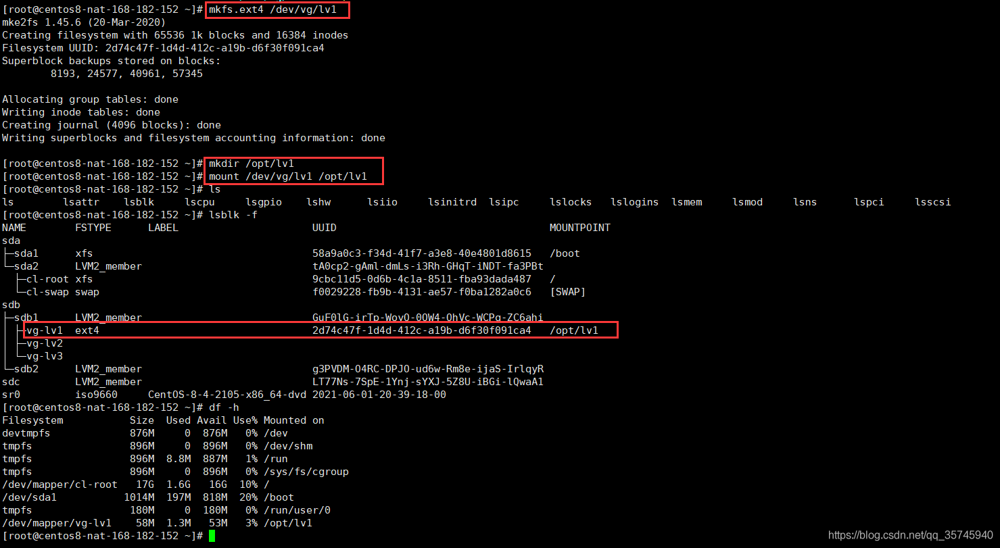 [root@centos8-nat-168-182-152 ~]# mkfs.ext4 /dev/vg/lv1
mke2fs 1.45.6 (20-Mar-2020)
Creating filesystem with 65536 1k blocks and 16384 inodes
Filesystem UUID: 2d74c47f-1d4d-412c-a19b-d6f30f091ca4
Superblock backups stored on blocks:
        8193, 24577, 40961, 57345

Allocating group tables: done
Writing inode tables: done
Creating journal (4096 blocks): done
Writing superblocks and filesystem accounting information: done

[root@centos8-nat-168-182-152 ~]# mkdir /opt/lv1
[root@centos8-nat-168-182-152 ~]# mount /dev/vg/lv1 /opt/lv1
[root@centos8-nat-168-182-152 ~]# ls
ls        lsattr    lsblk     lscpu     lsgpio    lshw      lsiio     lsinitrd  lsipc     lslocks   lslogins  lsmem     lsmod     lsns      lspci     lsscsi
[root@centos8-nat-168-182-152 ~]# lsblk -f
NAME        FSTYPE      LABEL                      UUID                                   MOUNTPOINT
sda
├─sda1      xfs                                    58a9a0c3-f34d-41f7-a3e8-40e4801d8615   /boot
└─sda2      LVM2_member                            tA0cp2-gAml-dmLs-i3Rh-GHqT-iNDT-fa3PBt
  ├─cl-root xfs                                    9cbc11d5-0d6b-4c1a-8511-fba93dada487   /
  └─cl-swap swap                                   f0029228-fb9b-4131-ae57-f0ba1282a0c6   [SWAP]
sdb
├─sdb1      LVM2_member                            GuF0lG-irTp-WoyO-0OW4-OhVc-WCPg-ZC6ahi
│ ├─vg-lv1  ext4                                   2d74c47f-1d4d-412c-a19b-d6f30f091ca4   /opt/lv1
│ ├─vg-lv2
│ └─vg-lv3
└─sdb2      LVM2_member                            g3PVDM-O4RC-DPJO-ud6w-Rm8e-ijaS-IrlqyR
sdc         LVM2_member                            LT77Ns-7SpE-1Ynj-sYXJ-5Z8U-iBGi-lQwaA1
sr0         iso9660     CentOS-8-4-2105-x86_64-dvd 2021-06-01-20-39-18-00
[root@centos8-nat-168-182-152 ~]# df -h
Filesystem           Size  Used Avail Use% Mounted on
devtmpfs             876M     0  876M   0% /dev
tmpfs                896M     0  896M   0% /dev/shm
tmpfs                896M  8.8M  887M   1% /run
tmpfs                896M     0  896M   0% /sys/fs/cgroup
/dev/mapper/cl-root   17G  1.6G   16G  10% /
/dev/sda1           1014M  197M  818M  20% /boot
tmpfs                180M     0  180M   0% /run/user/0
/dev/mapper/vg-lv1    58M  1.3M   53M   3% /opt/lv1
[root@centos8-nat-168-182-152 ~]#
https://blog.csdn.net/qq_35745940